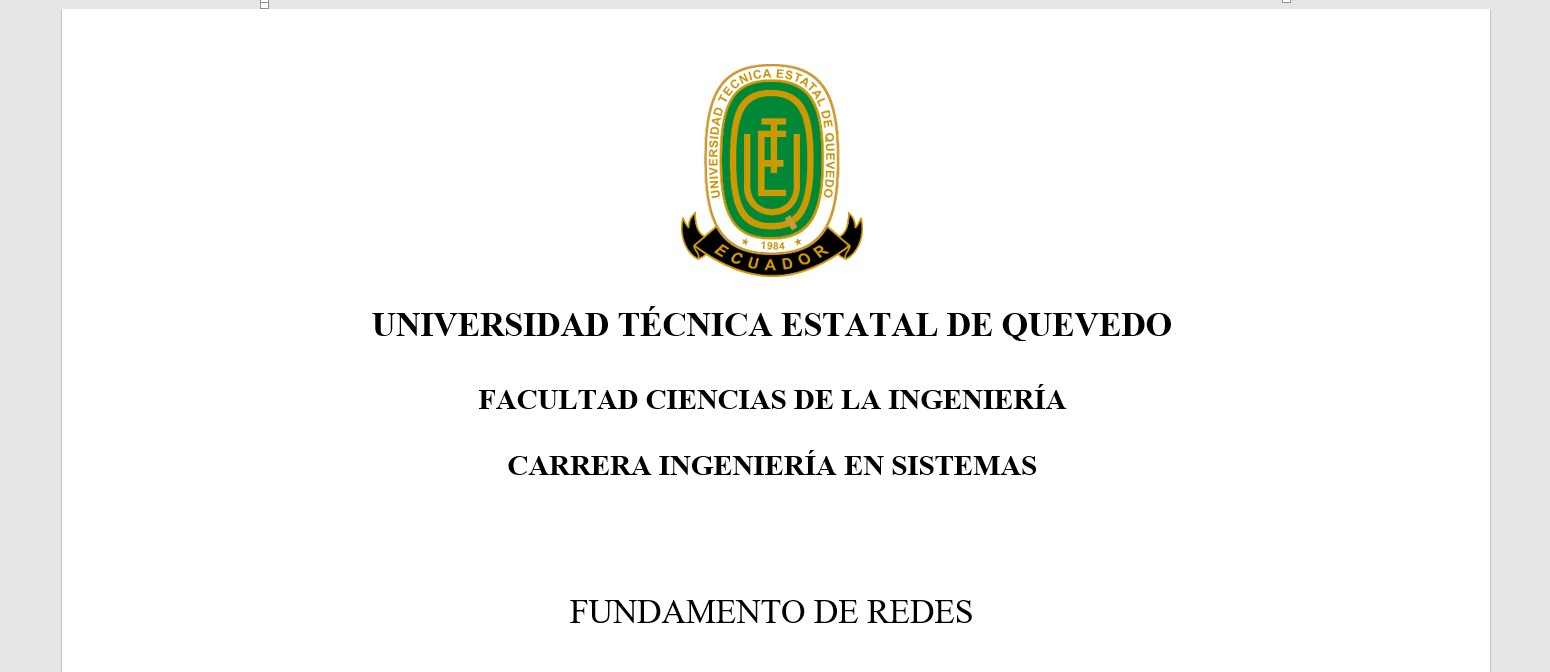 UNIVERSIDAD TECNICA ESTATAL DE QUEVEDO
1984
ECUADOR
UNIVERSIDAD TÉCNICA ESTATAL DE QUEVEDO
FACULTAD CIENCIAS DE LA INGENIERÍA
CARRERA INGENIERÍA EN SISTEMAS
FUNDAMENTO DE REDES